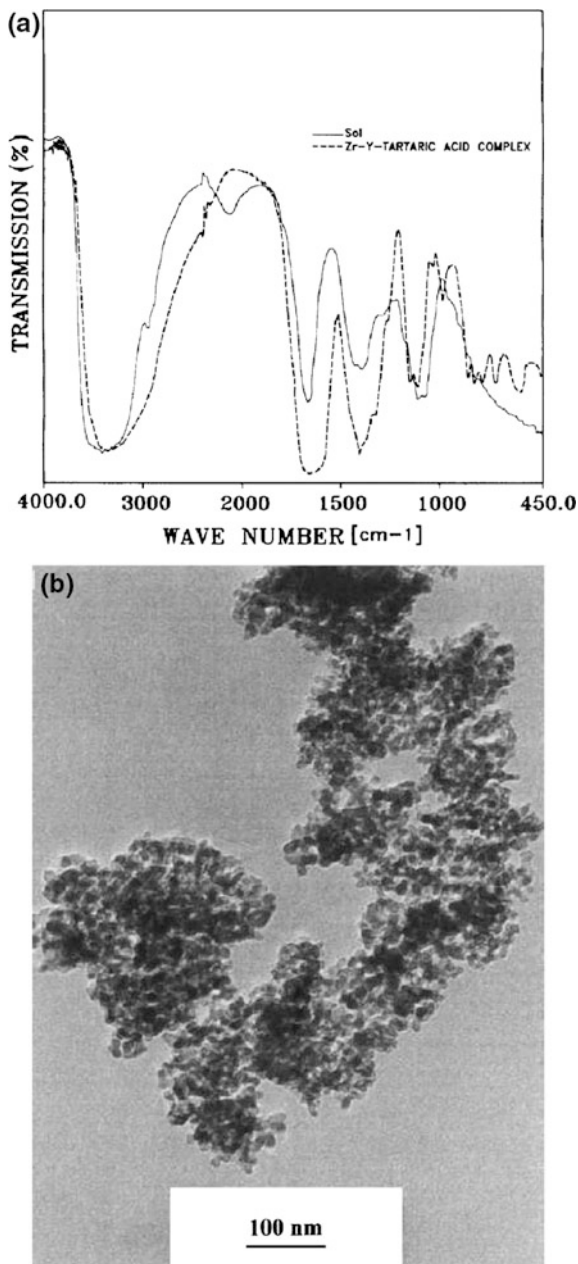 (a)
Sol
Zr-Y-TARTARIC ACID COMPLEX
TRANSMISSION (%)
4000.0 3000 2000 1500 1000 450.0
WAVE NUMBER [cm-1]
(b)
100 nm